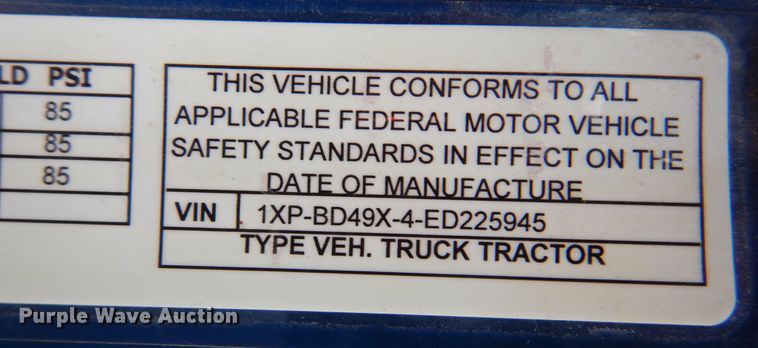 LD PSI
85
85
85
THIS VEHICLE CONFORMS TO ALL
APPLICABLE FEDERAL MOTOR VEHICLE
SAFETY STANDARDS IN EFFECT ON THE
DATE OF MANUFACTURE
VIN 1XP-BD49X-4-ED225945
TYPE VEH. TRUCK TRACTOR
Purple Wave Auction